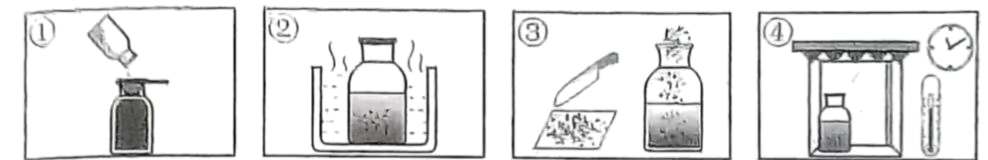 ① ② ③ ④